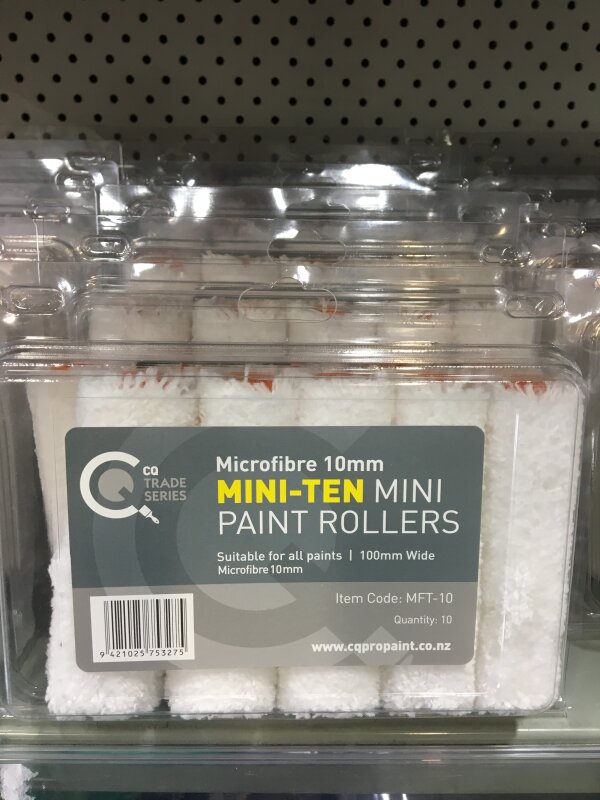 CQ
TRADE
SERIES
Microfibre 10mm
MINI-TEN MINI
PAINT ROLLERS
Suitable for all paints | 100mm Wide
Microfibre 10mm
Item Code: MFT-10
Quantity: 10
www.cqpropaint.co.nz
9 421025 753275